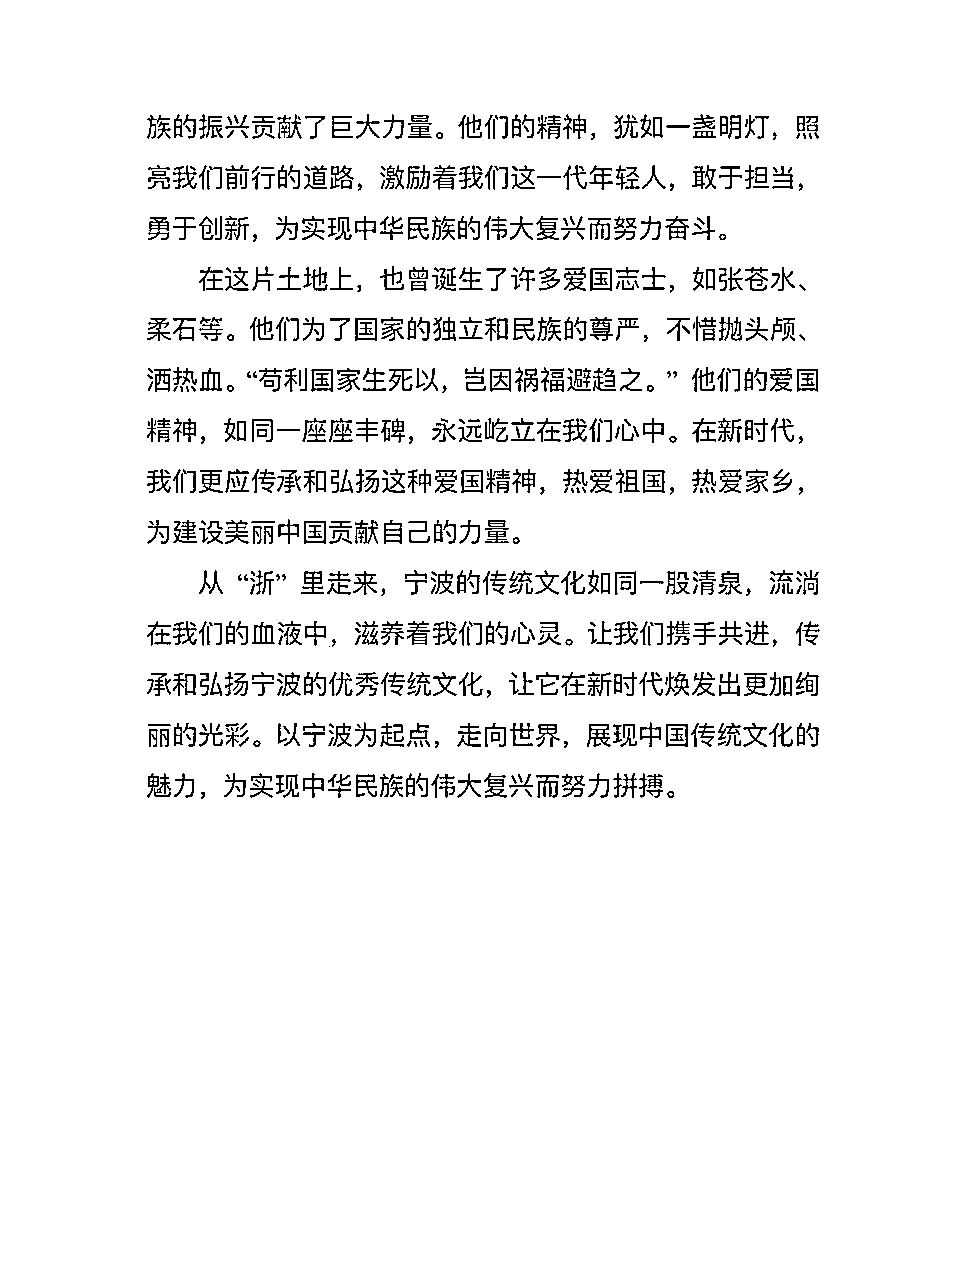 族的振兴贡献了巨大力量。他们的精神，犹如一盏明灯，照
亮我们前行的道路，激励着我们这一代年轻人，敢于担当，
勇于创新，为实现中华民族的伟大复兴而努力奋斗。
在这片土地上，也曾诞生了许多爱国志士，如张苍水、
柔石等。他们为了国家的独立和民族的尊严，不惜抛头颅、
洒热血。“苟利国家生死以，岂因祸福避趋之。” 他们的爱国
精神，如同一座座丰碑，永远屹立在我们心中。在新时代，
我们更应传承和弘扬这种爱国精神，热爱祖国，热爱家乡，
为建设美丽中国贡献自己的力量。
从 “浙” 里走来，宁波的传统文化如同一股清泉，流淌
在我们的血液中，滋养着我们的心灵。让我们携手共进，传
承和弘扬宁波的优秀传统文化，让它在新时代焕发出更加绚
丽的光彩。以宁波为起点，走向世界，展现中国传统文化的
魅力，为实现中华民族的伟大复兴而努力拼搏。